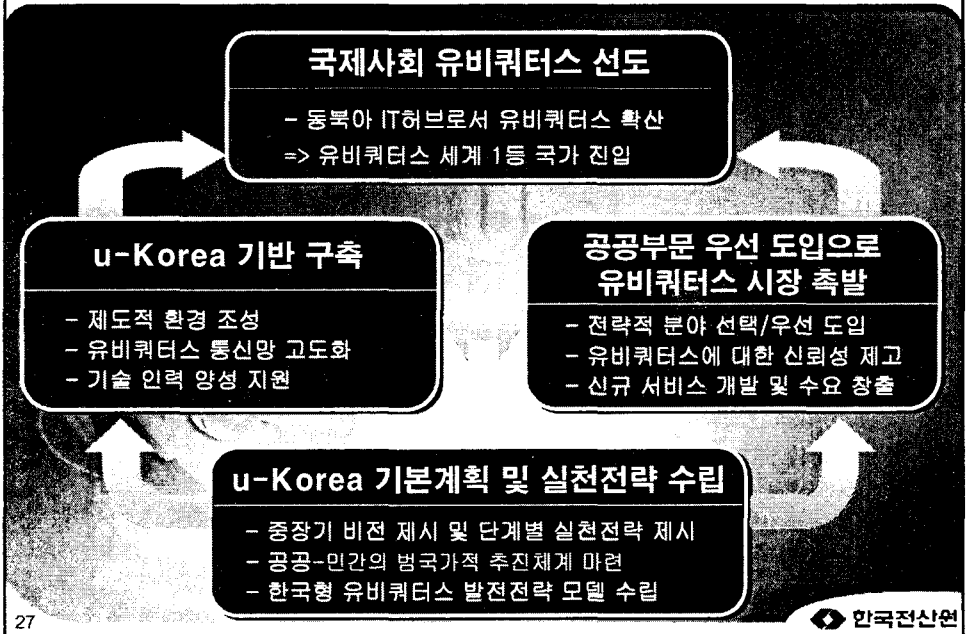 국제사회 유비쿼터스 선도
- 동북아 IT허브로서 유비쿼터스 확산
=> 유비쿼터스 세계 1등 국가 진입
u-Korea 기반 구축
- 제도적 환경 조성
- 유비쿼터스 통신망 고도화
- 기술 인력 양성 지원
공공부문 우선 도입으로
유비쿼터스 시장 촉발
- 전략적 분야 선택/우선 도입
- 유비쿼터스에 대한 신뢰성 제고
- 신규 서비스 개발 및 수요 창출
u-Korea 기본계획 및 실천전략 수립
- 중장기 비전 제시 및 단계별 실천전략 제시
- 공공-민간의 범국가적 추진체계 마련
- 한국형 유비쿼터스 발전전략 모델 수립
27
한국전산원